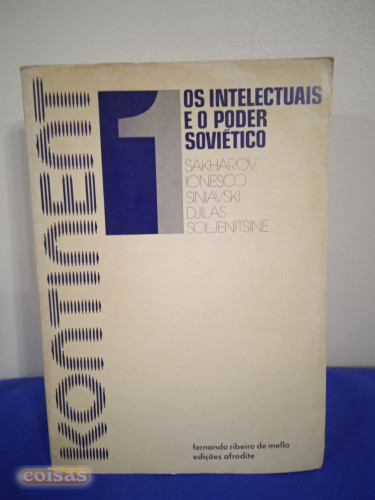 KONTINENT
1
OS INTELECTUAIS
E O PODER
SOVIÉTICO
SAKHAROV
IONESCO
SINIAVSKI
DJILAS
SOLJENITSINE
fernando ribeiro de mello
edições afrodite
coisas